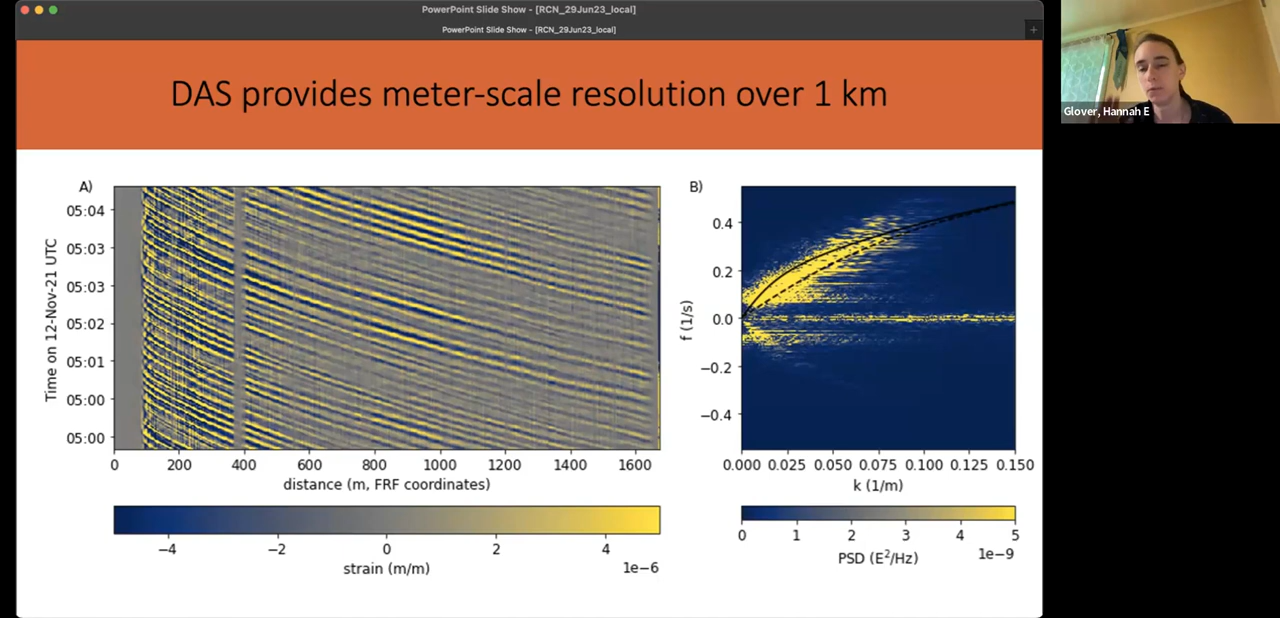 PowerPoint Slide Show - [RCN_29Jun23_local]
PowerPoint Slide Show - [RCN_29Jun23_local]
+
Glover, Hannah E
DAS provides meter-scale resolution over 1 km
A)
Time on 12-Nov-21 UTC
05:04
05:03
05:03
05:02
05:01
05:00
05:00
0 200 400 600 800 1000 1200 1400 1600
distance (m, FRF coordinates)
−4 −2 0 2 4
1e−6
strain (m/m)
B)
f (1/s)
0.4
0.2
0.0
−0.2
−0.4
0.000 0.025 0.050 0.075 0.100 0.125 0.150
k (1/m)
0 1 2 3 4 5
1e−9
PSD (E²/Hz)